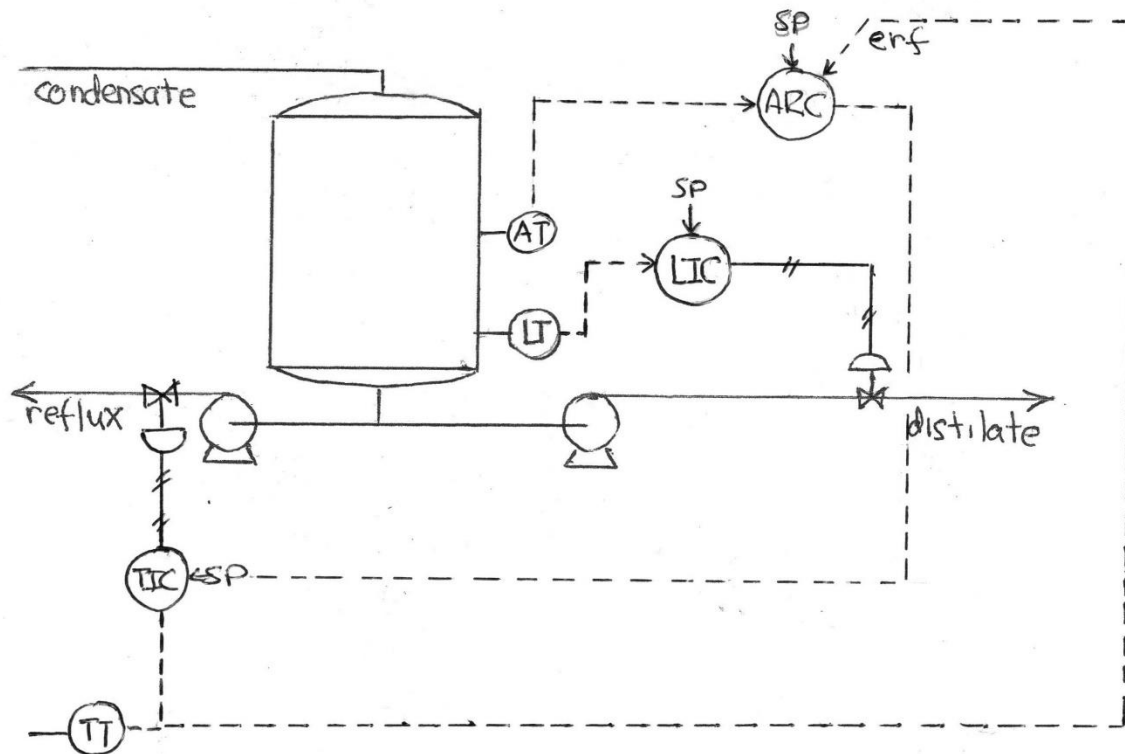 SP
erf
condensate
ARC
SP
AT
LIC
LT
reflux
distilate
TIC
SP
TT